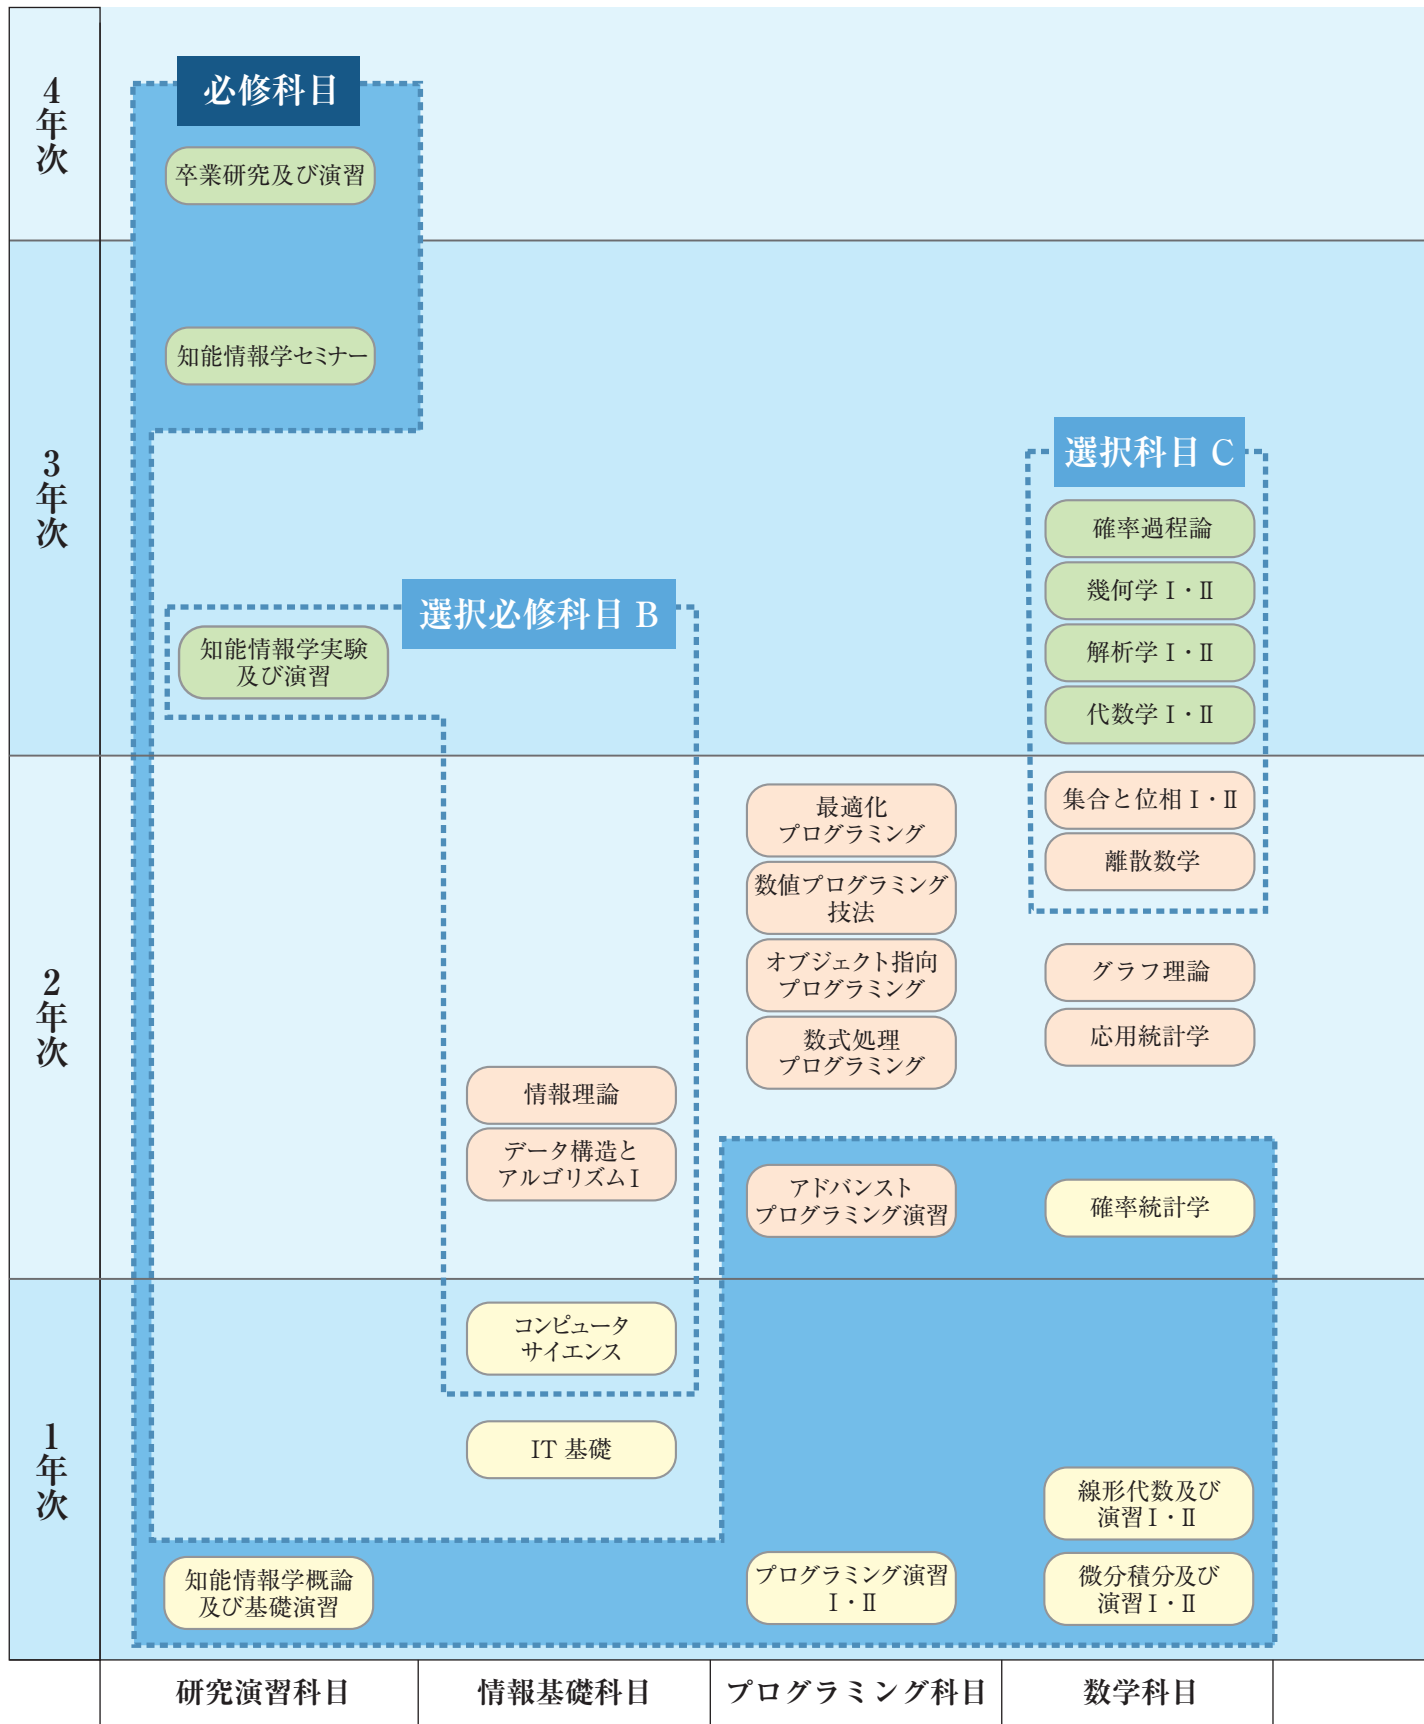 4年次
必修科目
卒業研究及び演習
3年次
知能情報学セミナー
選択科目 C
確率過程論
幾何学 Ⅰ・Ⅱ
解析学 Ⅰ・Ⅱ
代数学 Ⅰ・Ⅱ
選択必修科目 B
知能情報学実験
及び演習
2年次
集合と位相 Ⅰ・Ⅱ
離散数学
グラフ理論
応用統計学
最適化
プログラミング
数値プログラミング
技法
オブジェクト指向
プログラミング
数式処理
プログラミング
情報理論
データ構造と
アルゴリズムⅠ
アドバンスト
プログラミング演習
確率統計学
1年次
コンピュータ
サイエンス
IT 基礎
線形代数及び
演習Ⅰ・Ⅱ
知能情報学概論
及び基礎演習
プログラミング演習
Ⅰ・Ⅱ
微分積分及び
演習Ⅰ・Ⅱ
研究演習科目
情報基礎科目
プログラミング科目
数学科目